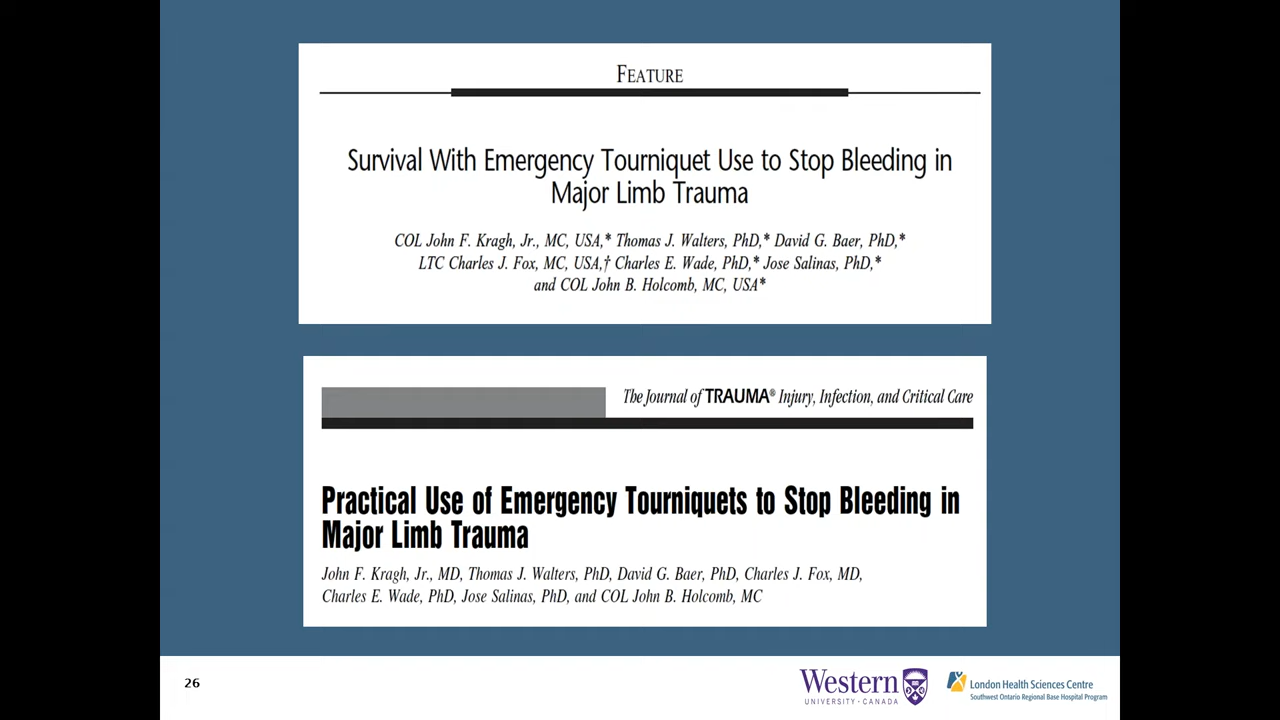 FEATURE
Survival With Emergency Tourniquet Use to Stop Bleeding in
Major Limb Trauma
COL John F. Kragh, Jr., MC, USA,* Thomas J. Walters, PhD,* David G. Baer, PhD,*
LTC Charles J. Fox, MC, USA,† Charles E. Wade, PhD,* Jose Salinas, PhD,*
and COL John B. Holcomb, MC, USA*
The Journal of TRAUMA® Injury, Infection, and Critical Care
Practical Use of Emergency Tourniquets to Stop Bleeding in
Major Limb Trauma
John F. Kragh, Jr., MD, Thomas J. Walters, PhD, David G. Baer, PhD, Charles J. Fox, MD,
Charles E. Wade, PhD, Jose Salinas, PhD, and COL John B. Holcomb, MC
26
Western
UNIVERSITY · CANADA
London Health Sciences Centre
Southwest Ontario Regional Base Hospital Program